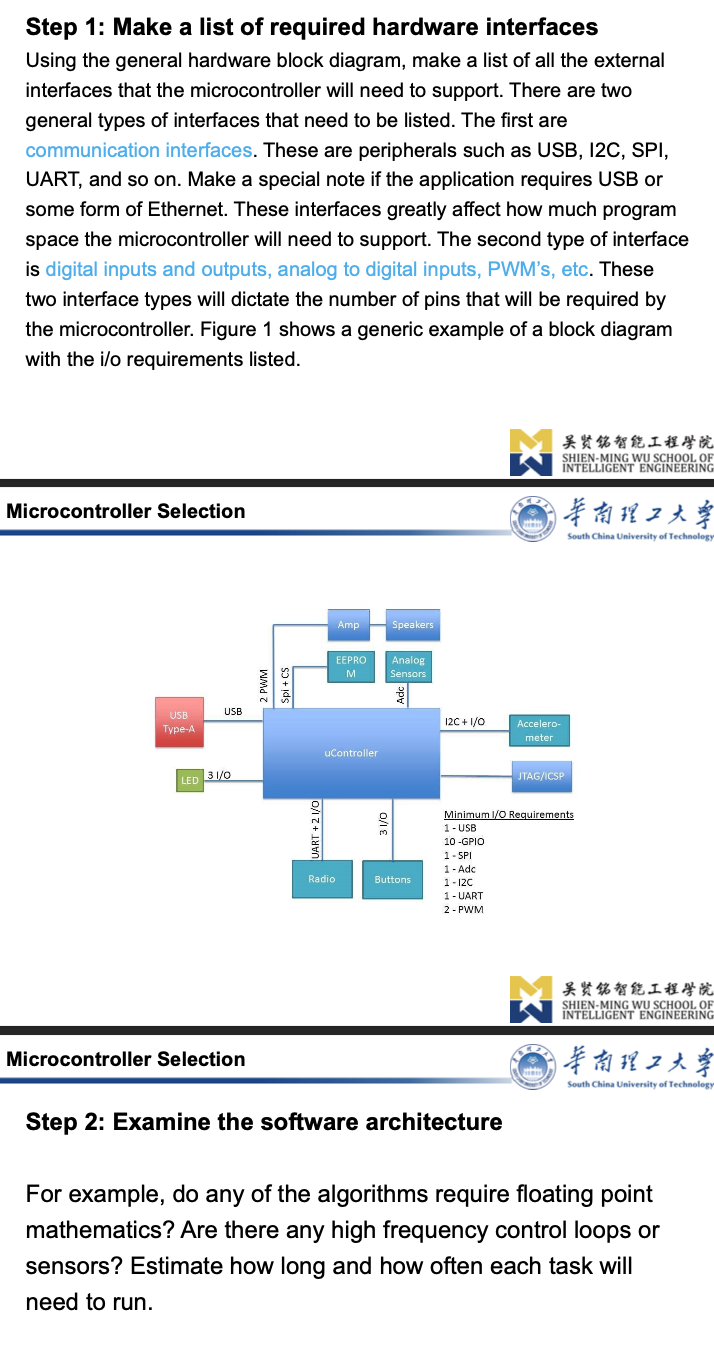 Step 1: Make a list of required hardware interfaces
Using the general hardware block diagram, make a list of all the external
interfaces that the microcontroller will need to support. There are two
general types of interfaces that need to be listed. The first are
communication interfaces. These are peripherals such as USB, I2C, SPI,
UART, and so on. Make a special note if the application requires USB or
some form of Ethernet. These interfaces greatly affect how much program
space the microcontroller will need to support. The second type of interface
is digital inputs and outputs, analog to digital inputs, PWM's, etc. These
two interface types will dictate the number of pins that will be required by
the microcontroller. Figure 1 shows a generic example of a block diagram
with the i/o requirements listed.
吴贤铭智能工程学院
SHIEN-MING WU SCHOOL OF
INTELLIGENT ENGINEERING
Microcontroller Selection
华南理工大学
South China University of Technology
Amp
Speakers
EEPRO
M
Analog
Sensors
2 PWM
Spi + CS
Adc
USB
Type-A
USB
I2C + I/O
Accelero-
meter
uController
LED
3 I/O
JTAG/ICSP
UART + 2 I/O
3 I/O
Radio
Buttons
Minimum I/O Requirements
1 - USB
10 -GPIO
1 - SPI
1 - Adc
1 - I2C
1 - UART
2 - PWM
吴贤铭智能工程学院
SHIEN-MING WU SCHOOL OF
INTELLIGENT ENGINEERING
Microcontroller Selection
华南理工大学
South China University of Technology
Step 2: Examine the software architecture
For example, do any of the algorithms require floating point
mathematics? Are there any high frequency control loops or
sensors? Estimate how long and how often each task will
need to run.